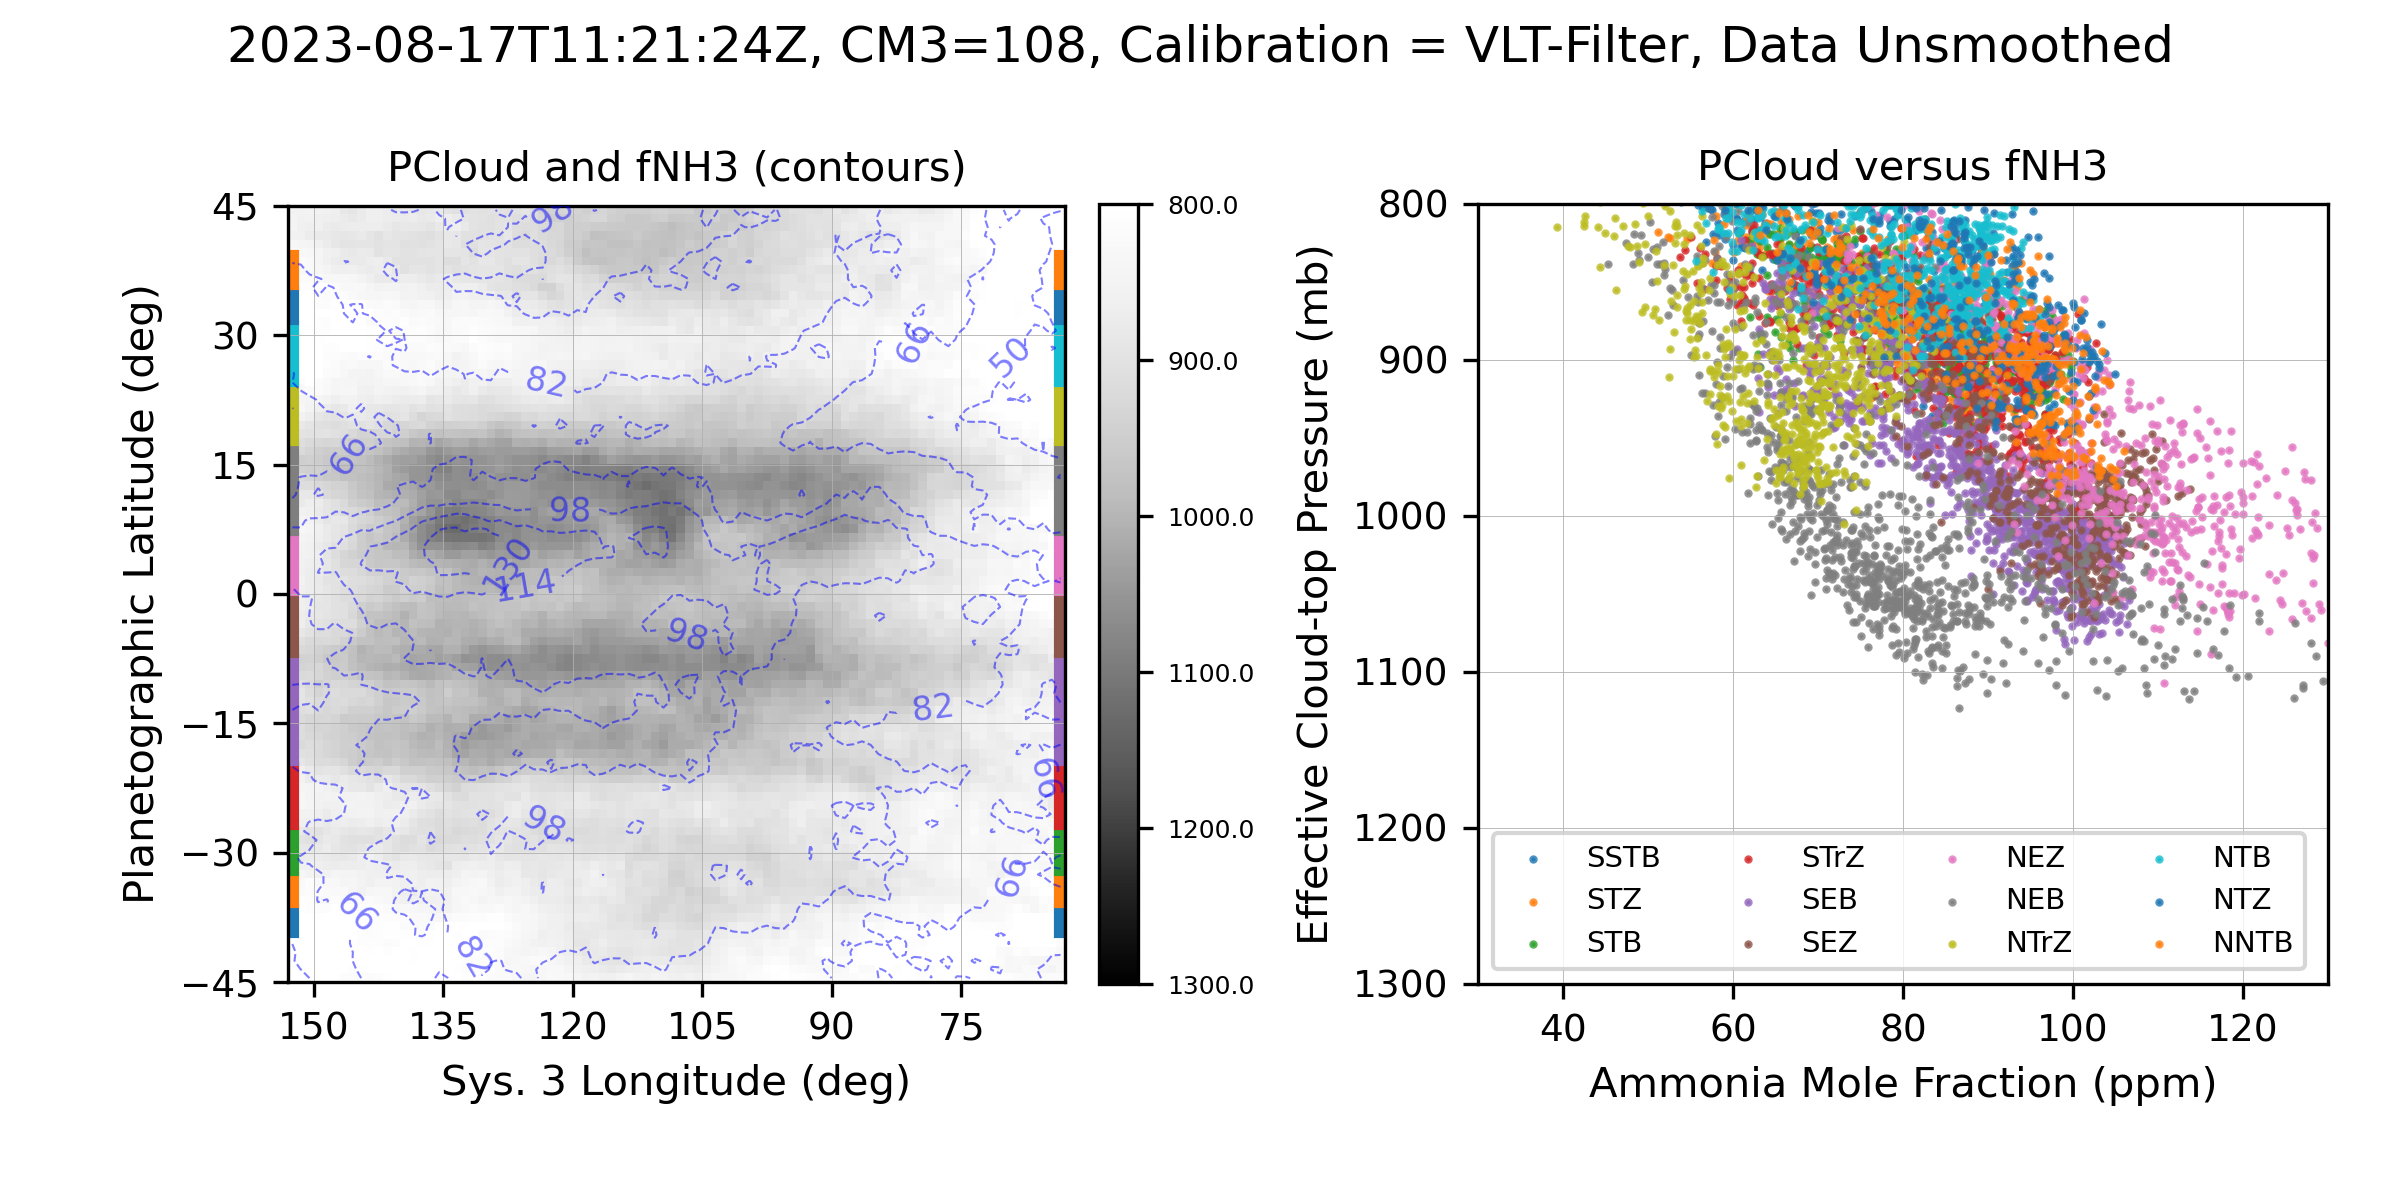 2023-08-17T11:21:24Z, CM3=108, Calibration = VLT-Filter, Data Unsmoothed
PCloud and fNH3 (contours)
45
30
15
0
−15
−30
−45
Planetographic Latitude (deg)
150
135
120
105
90
75
Sys. 3 Longitude (deg)
98
66
50
82
66
98
130
114
98
82
66
98
66
66
82
800.0
900.0
1000.0
1100.0
1200.0
1300.0
PCloud versus fNH3
800
900
1000
1100
1200
1300
Effective Cloud-top Pressure (mb)
SSTB
STZ
STB
STrZ
SEB
SEZ
NEZ
NEB
NTrZ
NTB
NTZ
NNTB
40
60
80
100
120
Ammonia Mole Fraction (ppm)